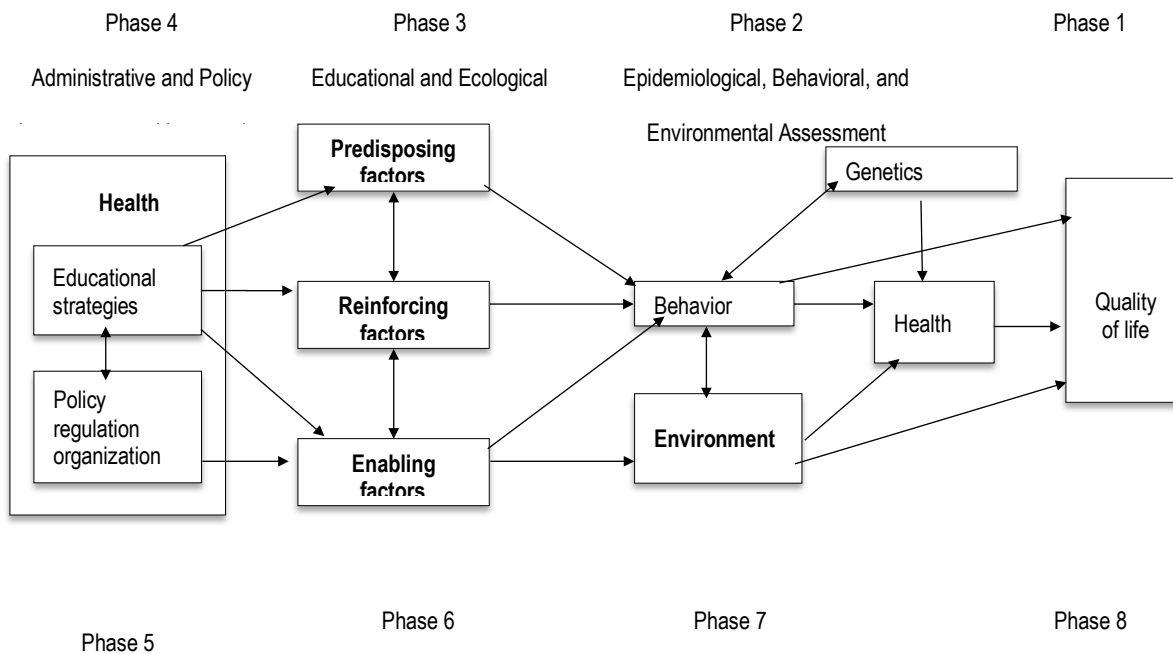 Phase 4
Phase 3
Phase 2
Phase 1
Administrative and Policy
Educational and Ecological
Epidemiological, Behavioral, and
Environmental Assessment
Predisposing
factors
Genetics
Health
Educational
strategies
Reinforcing
factors
Behavior
Health
Quality
of life
Policy
regulation
organization
Enabling
factors
Environment
Phase 5
Phase 6
Phase 7
Phase 8